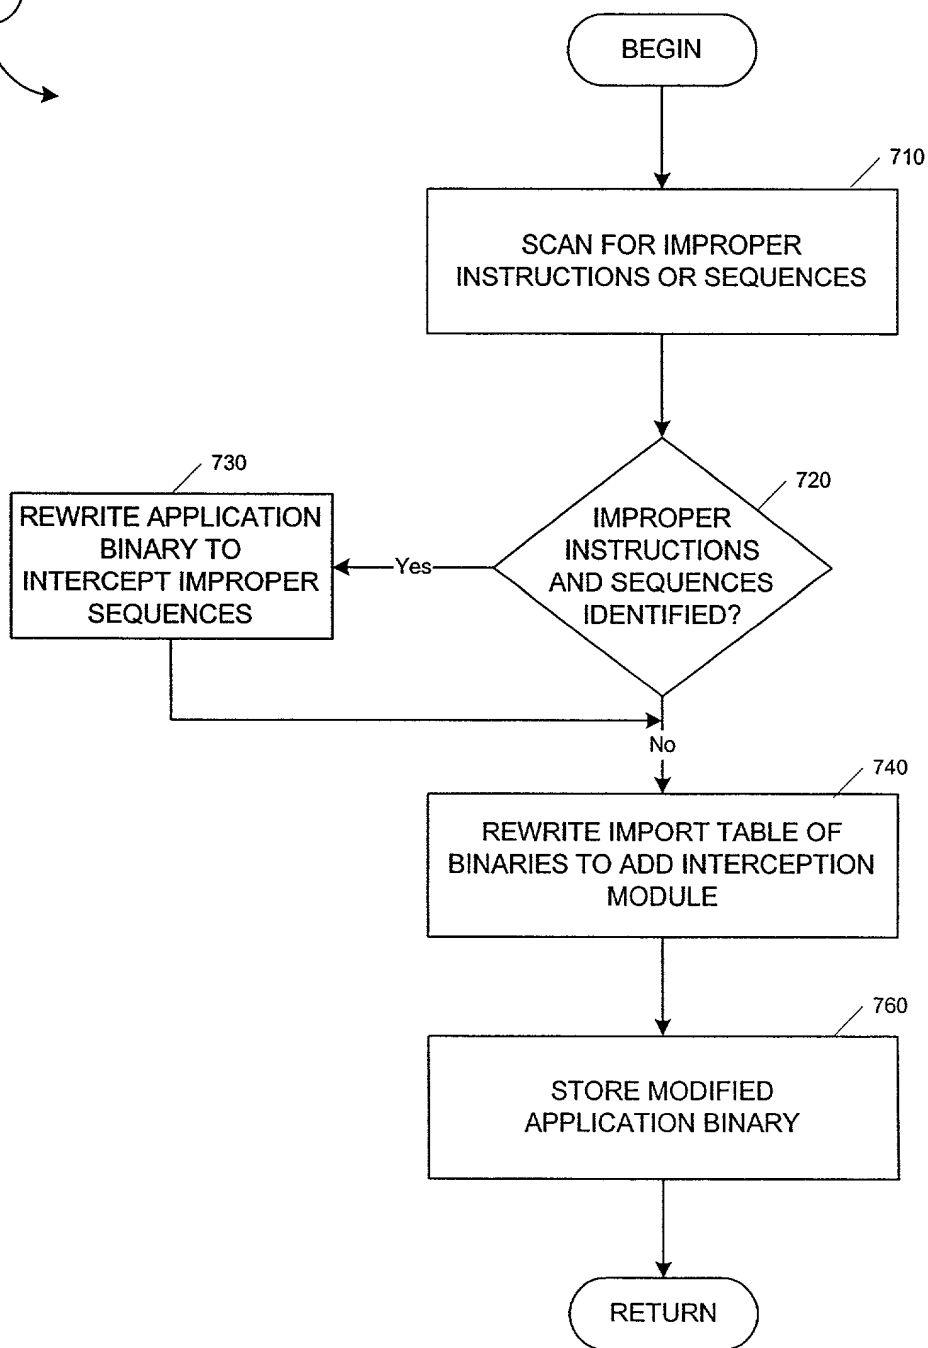 BEGIN
710
SCAN FOR IMPROPER
INSTRUCTIONS OR SEQUENCES
720
IMPROPER
INSTRUCTIONS
AND SEQUENCES
IDENTIFIED?
Yes
730
REWRITE APPLICATION
BINARY TO
INTERCEPT IMPROPER
SEQUENCES
No
740
REWRITE IMPORT TABLE OF
BINARIES TO ADD INTERCEPTION
MODULE
760
STORE MODIFIED
APPLICATION BINARY
RETURN